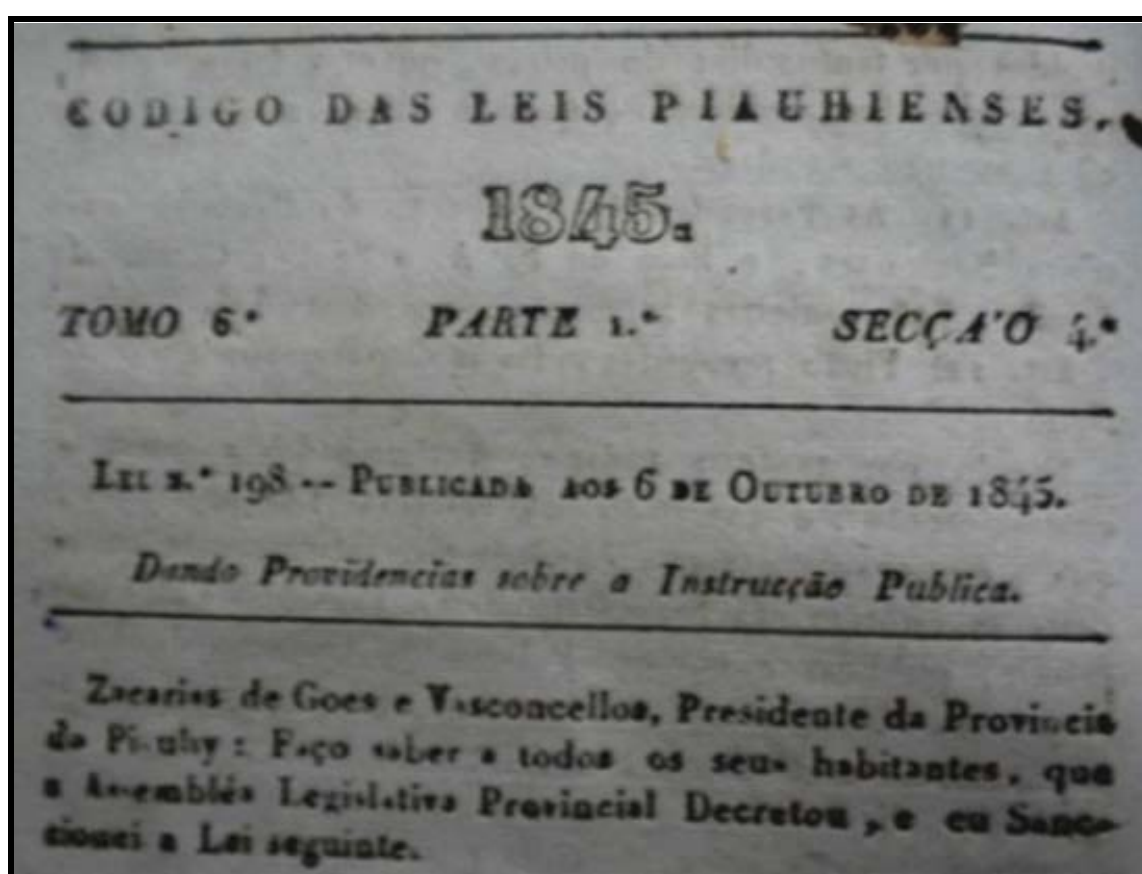 CODIGO DAS LEIS PIAUHIENSES.
1845.
TOMO 6.º PARTE 1.ª SECÇA'O 4.ª
LEI N.º 198 -- PUBLICADA AOS 6 DE OUTUBRO DE 1845.
Dando Providencias sobre a Instrucção Publica.
Zacarias de Goes e Vasconcellos, Presidente da Provincia
do Piauhy : Faço saber a todos os seus habitantes, que
a Assembléa Legislativa Provincial Decretou , e eu Sanc-
cionei a Lei seguinte.